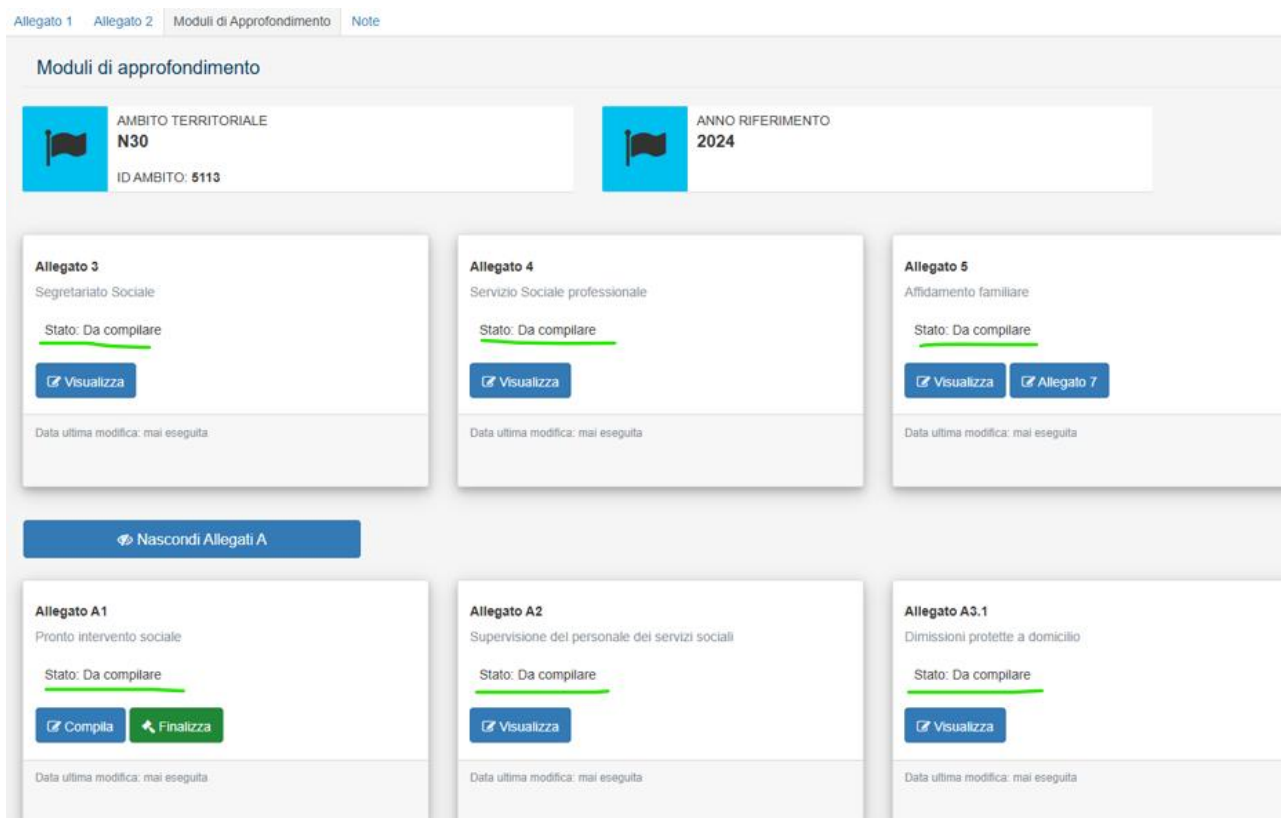 Allegato 1 Allegato 2 Moduli di Approfondimento Note
Moduli di approfondimento
AMBITO TERRITORIALE
N30
ID AMBITO: 5113
ANNO RIFERIMENTO
2024
Allegato 3
Segretariato Sociale
Stato: Da compilare
Visualizza
Data ultima modifica: mai eseguita
Allegato 4
Servizio Sociale professionale
Stato: Da compilare
Visualizza
Data ultima modifica: mai eseguita
Allegato 5
Affidamento familiare
Stato: Da compilare
Visualizza Allegato 7
Data ultima modifica: mai eseguita
Nascondi Allegati A
Allegato A1
Pronto intervento sociale
Stato: Da compilare
Compila Finalizza
Data ultima modifica: mai eseguita
Allegato A2
Supervisione del personale dei servizi sociali
Stato: Da compilare
Visualizza
Data ultima modifica: mai eseguita
Allegato A3.1
Dimissioni protette a domicilio
Stato: Da compilare
Visualizza
Data ultima modifica: mai eseguita